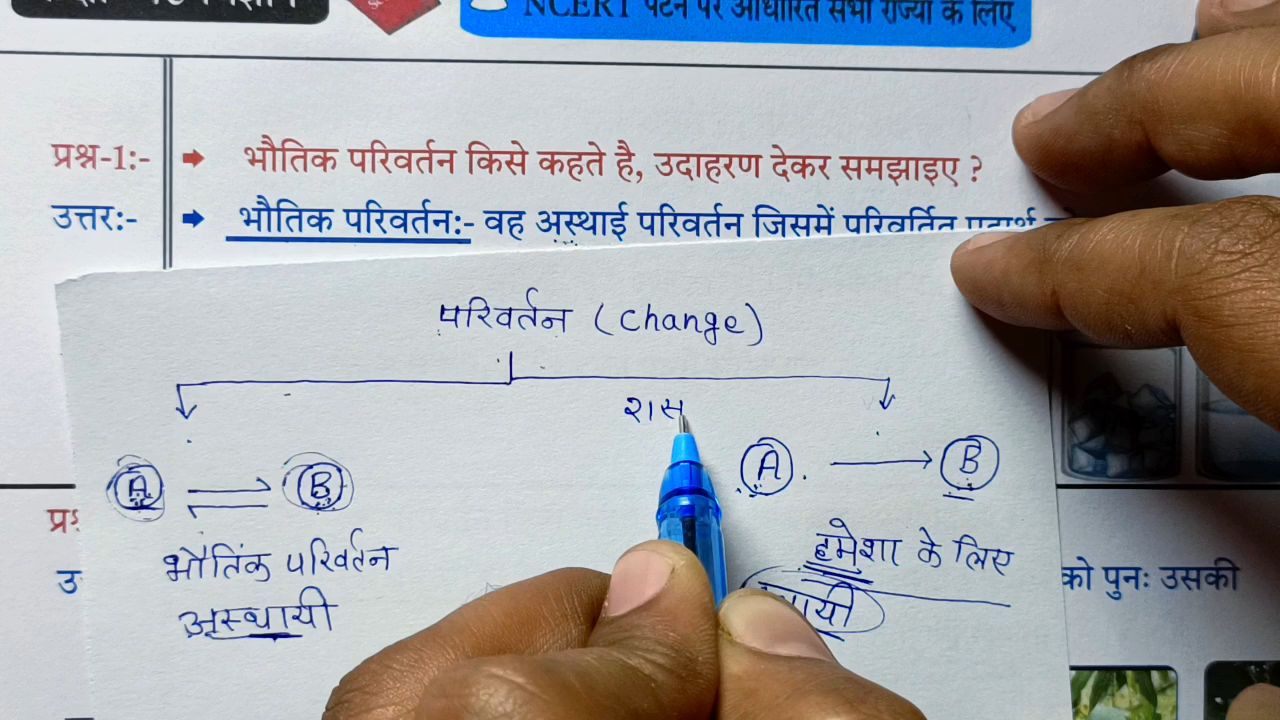 NCERT पैटर्न पर आधारित सभी राज्यों के लिए
प्रश्न-1:- ➡ भौतिक परिवर्तन किसे कहते है, उदाहरण देकर समझाइए ?
उत्तर:- ➡ भौतिक परिवर्तन:- वह अस्थाई परिवर्तन जिसमें परिवर्तित पदार्थ
परिवर्तन (Change)
रास
A ⇌ B
A → B
भौतिक परिवर्तन
हमेशा के लिए
अस्थायी
को पुनः उसकी